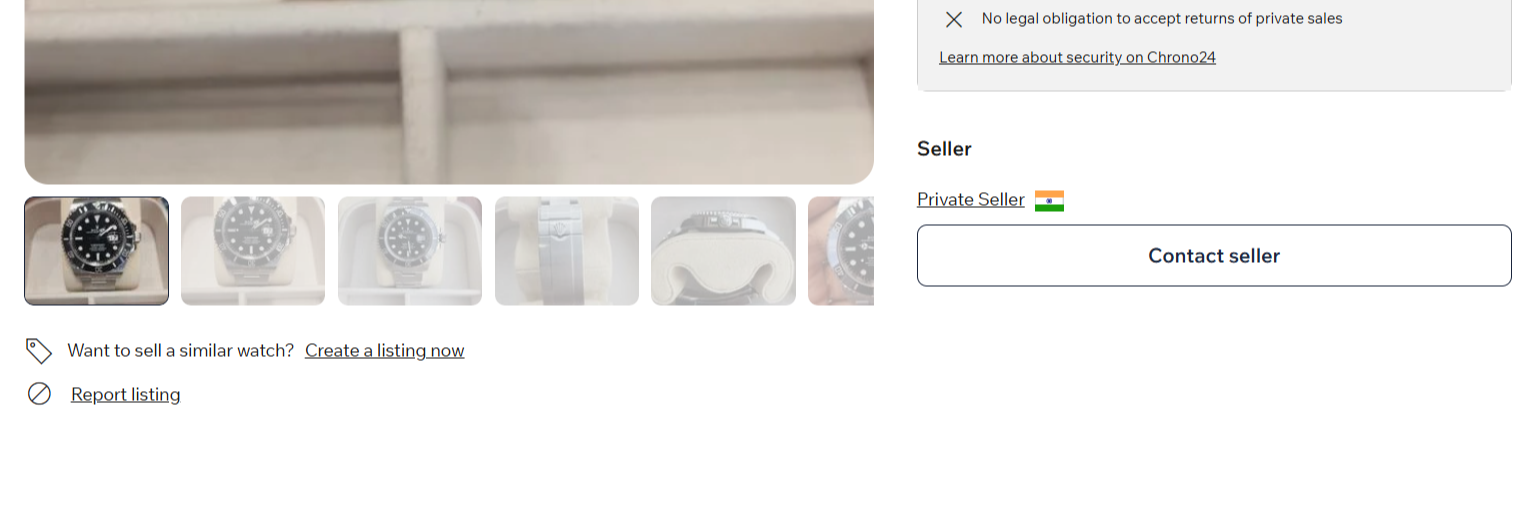 No legal obligation to accept returns of private sales
Learn more about security on Chrono24
Seller
Private Seller
Contact seller
Want to sell a similar watch? Create a listing now
Report listing